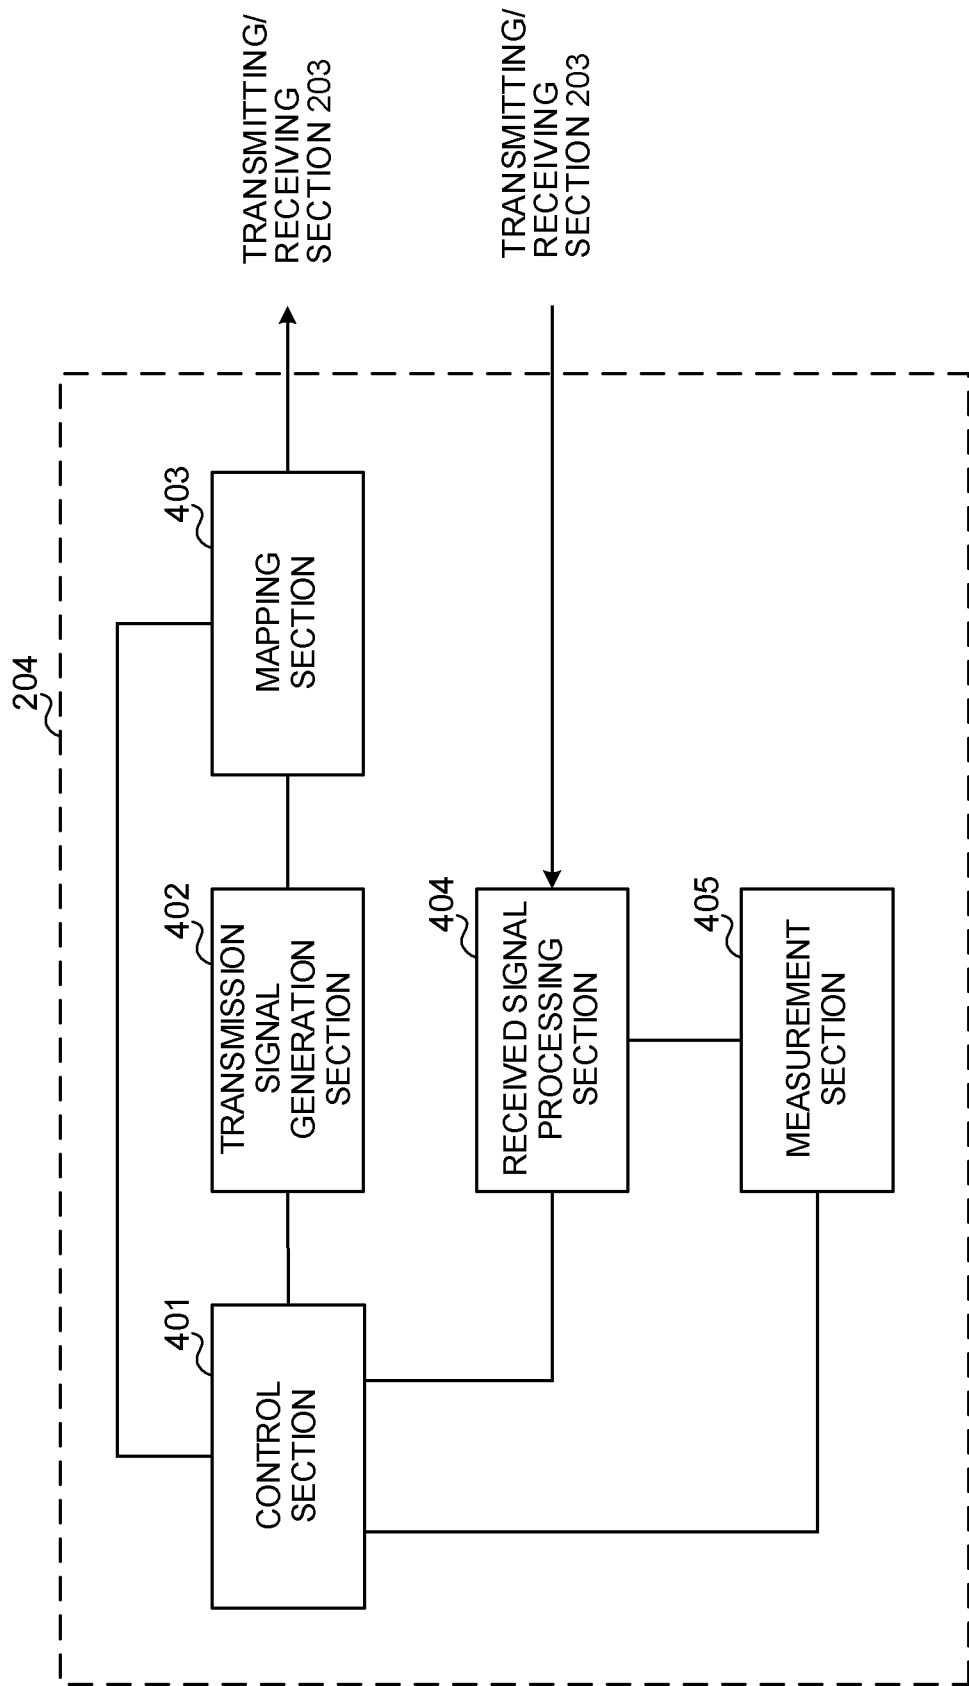 204
401
CONTROL
SECTION
402
TRANSMISSION
SIGNAL
GENERATION
SECTION
403
MAPPING
SECTION
TRANSMITTING/
RECEIVING
SECTION 203
404
RECEIVED SIGNAL
PROCESSING
SECTION
TRANSMITTING/
RECEIVING
SECTION 203
405
MEASUREMENT
SECTION